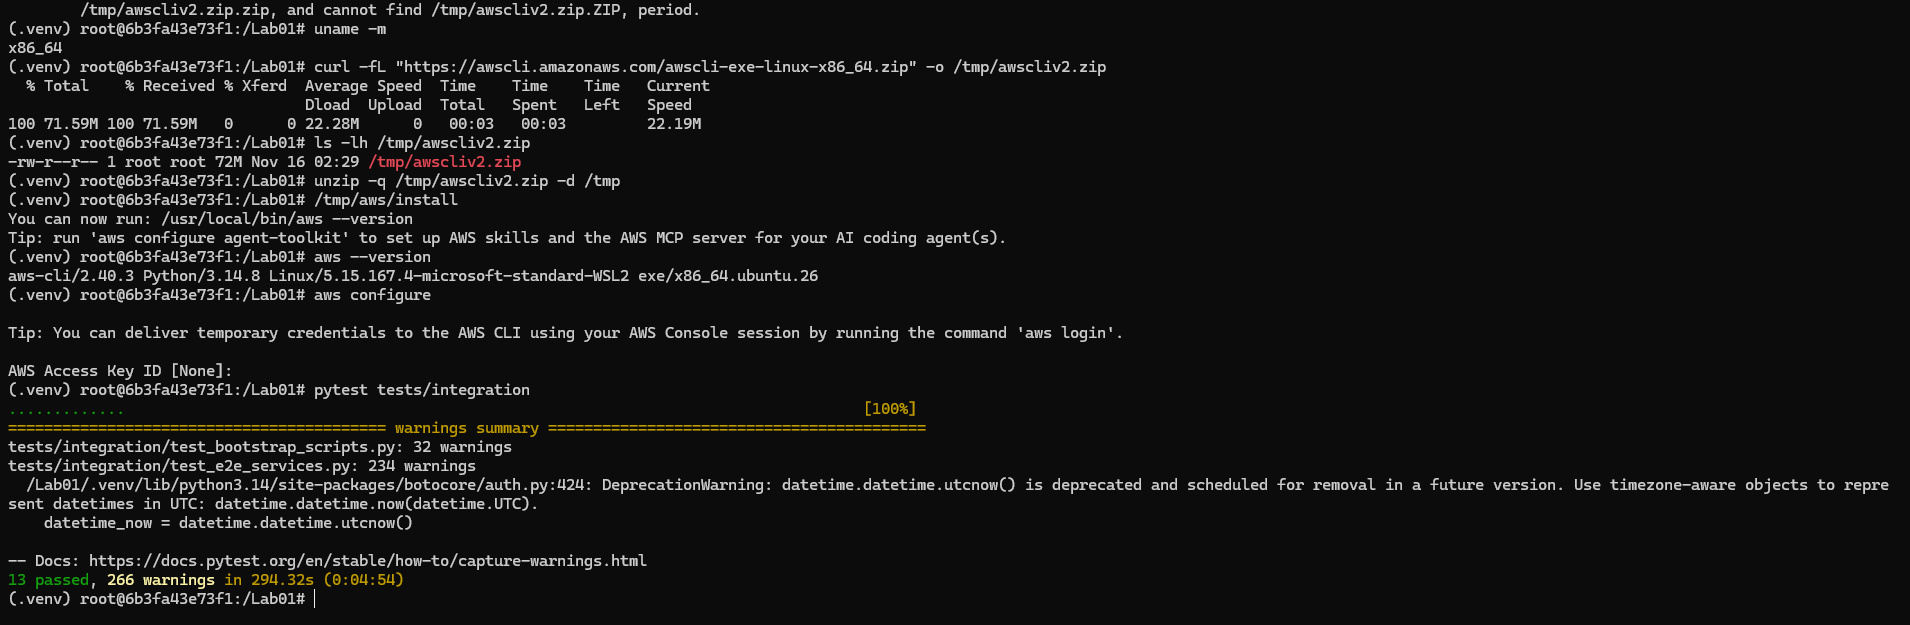 /tmp/awscliv2.zip.zip, and cannot find /tmp/awscliv2.zip.ZIP, period.
(.venv) root@6b3fa43e73f1:/Lab01# uname -m
x86_64
(.venv) root@6b3fa43e73f1:/Lab01# curl -fL "https://awscli.amazonaws.com/awscli-exe-linux-x86_64.zip" -o /tmp/awscliv2.zip
  % Total    % Received % Xferd  Average Speed  Time    Time    Time   Current
                                 Dload  Upload  Total   Spent   Left   Speed
100 71.59M 100 71.59M   0      0 22.28M      0   00:03   00:03         22.19M
(.venv) root@6b3fa43e73f1:/Lab01# ls -lh /tmp/awscliv2.zip
-rw-r--r-- 1 root root 72M Nov 16 02:29 /tmp/awscliv2.zip
(.venv) root@6b3fa43e73f1:/Lab01# unzip -q /tmp/awscliv2.zip -d /tmp
(.venv) root@6b3fa43e73f1:/Lab01# /tmp/aws/install
You can now run: /usr/local/bin/aws --version
Tip: run 'aws configure agent-toolkit' to set up AWS skills and the AWS MCP server for your AI coding agent(s).
(.venv) root@6b3fa43e73f1:/Lab01# aws --version
aws-cli/2.40.3 Python/3.14.8 Linux/5.15.167.4-microsoft-standard-WSL2 exe/x86_64.ubuntu.26
(.venv) root@6b3fa43e73f1:/Lab01# aws configure

Tip: You can deliver temporary credentials to the AWS CLI using your AWS Console session by running the command 'aws login'.

AWS Access Key ID [None]:
(.venv) root@6b3fa43e73f1:/Lab01# pytest tests/integration
.............                                                                                  [100%]
========================================== warnings summary ==========================================
tests/integration/test_bootstrap_scripts.py: 32 warnings
tests/integration/test_e2e_services.py: 234 warnings
  /Lab01/.venv/lib/python3.14/site-packages/botocore/auth.py:424: DeprecationWarning: datetime.datetime.utcnow() is deprecated and scheduled for removal in a future version. Use timezone-aware objects to repre
sent datetimes in UTC: datetime.datetime.now(datetime.UTC).
    datetime_now = datetime.datetime.utcnow()

-- Docs: https://docs.pytest.org/en/stable/how-to/capture-warnings.html
13 passed, 266 warnings in 294.32s (0:04:54)
(.venv) root@6b3fa43e73f1:/Lab01#